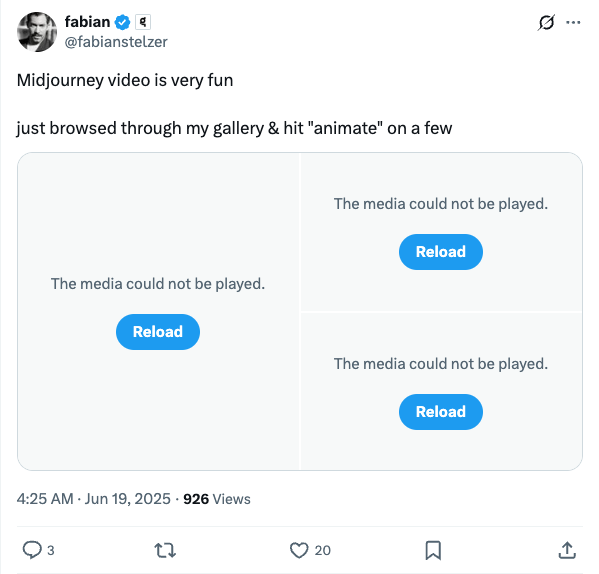 fabian
@fabianstelzer
Midjourney video is very fun
just browsed through my gallery & hit "animate" on a few
The media could not be played.
Reload
The media could not be played.
Reload
The media could not be played.
Reload
4:25 AM · Jun 19, 2025 · 926 Views
3
20